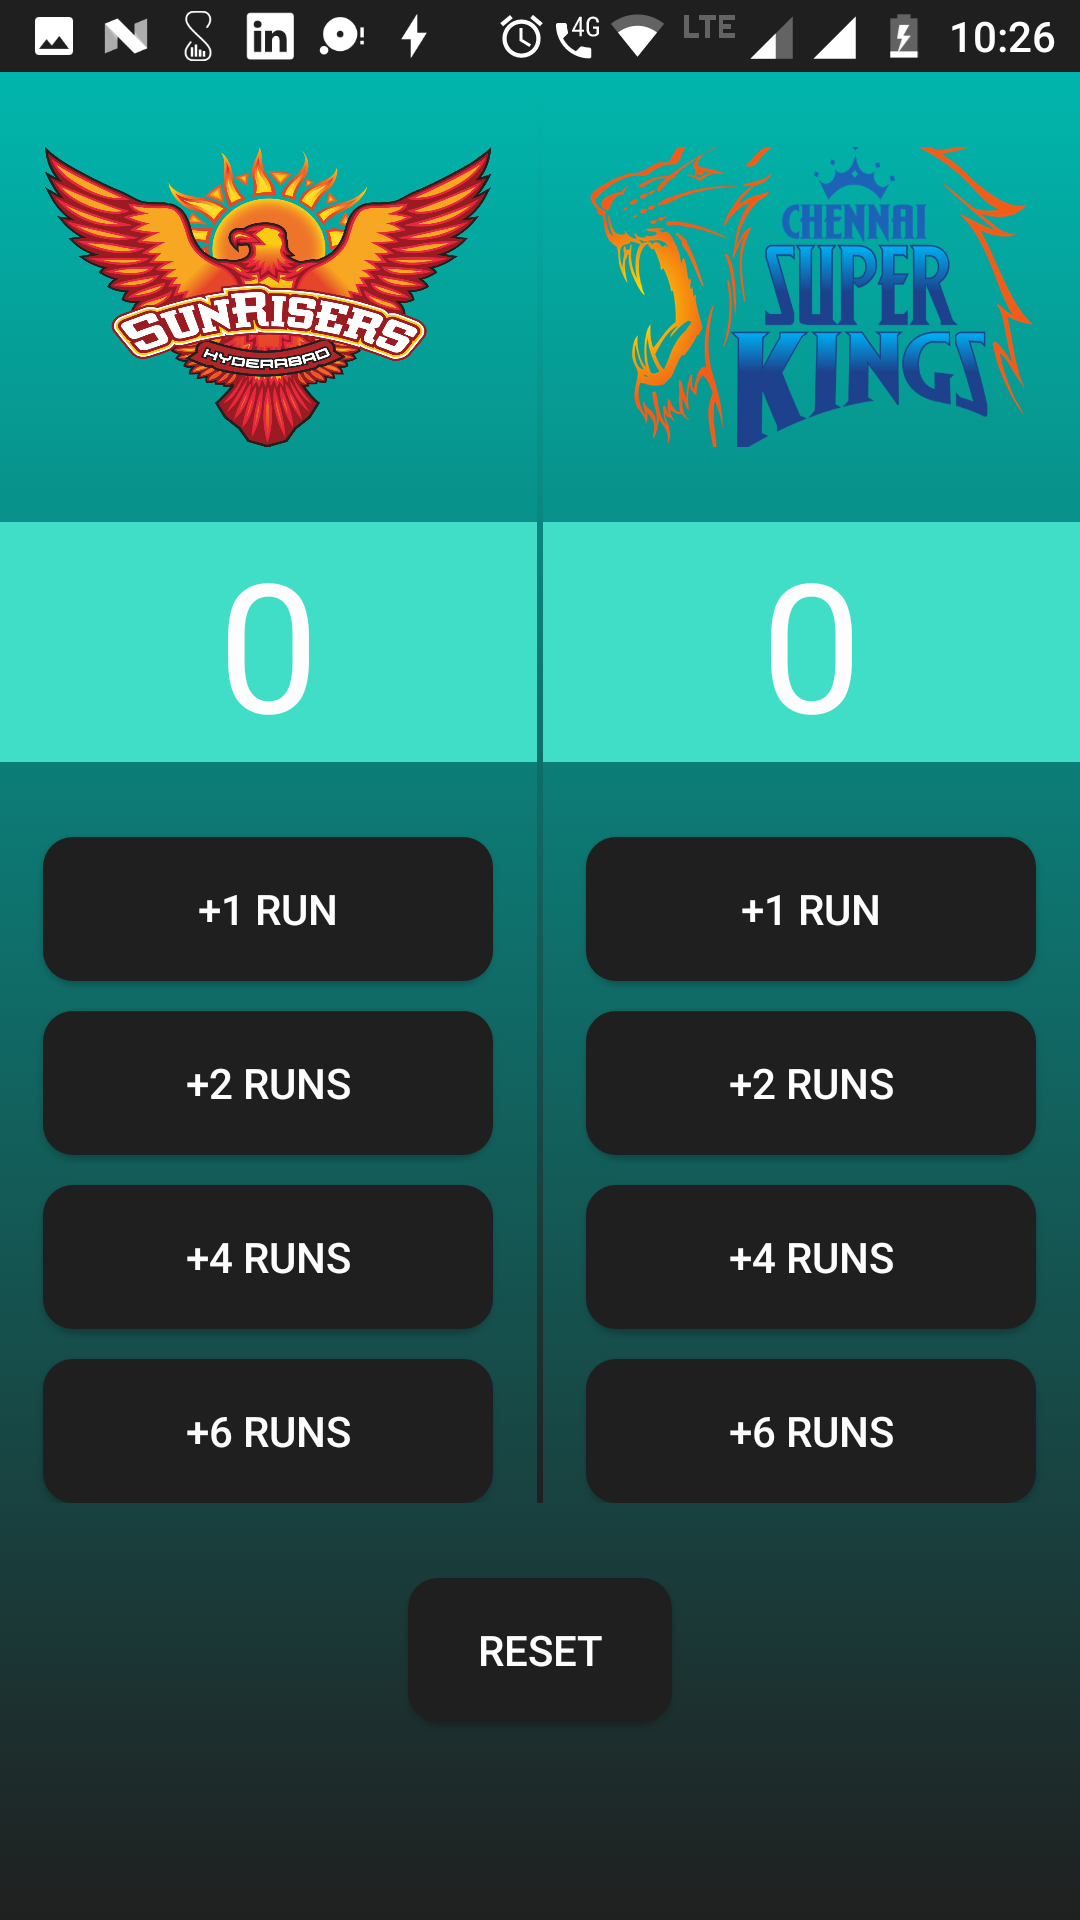 4G LTE 10:26
SUNRISERS
HYDERABAD
CHENNAI
SUPER
KINGS
0 0
+1 RUN +1 RUN
+2 RUNS +2 RUNS
+4 RUNS +4 RUNS
+6 RUNS +6 RUNS
RESET